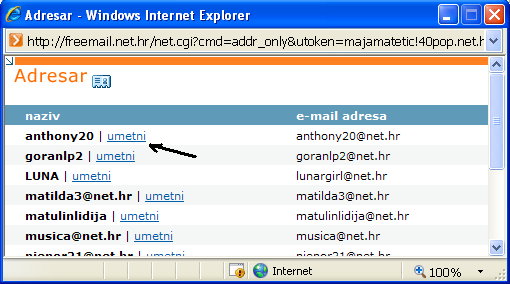 Adresar - Windows Internet Explorer
http://freemail.net.hr/net.cgi?cmd=addr_only&utoken=majamatetic!40pop.net.h
Adresar
naziv e-mail adresa
anthony20 | umetni anthony20@net.hr
goranlp2 | umetni goranlp2@net.hr
LUNA | umetni lunargirl@net.hr
matilda3@net.hr | umetni matilda3@net.hr
matulinlidija | umetni matulinlidija@net.hr
musica@net.hr | umetni musica@net.hr
Internet 100%